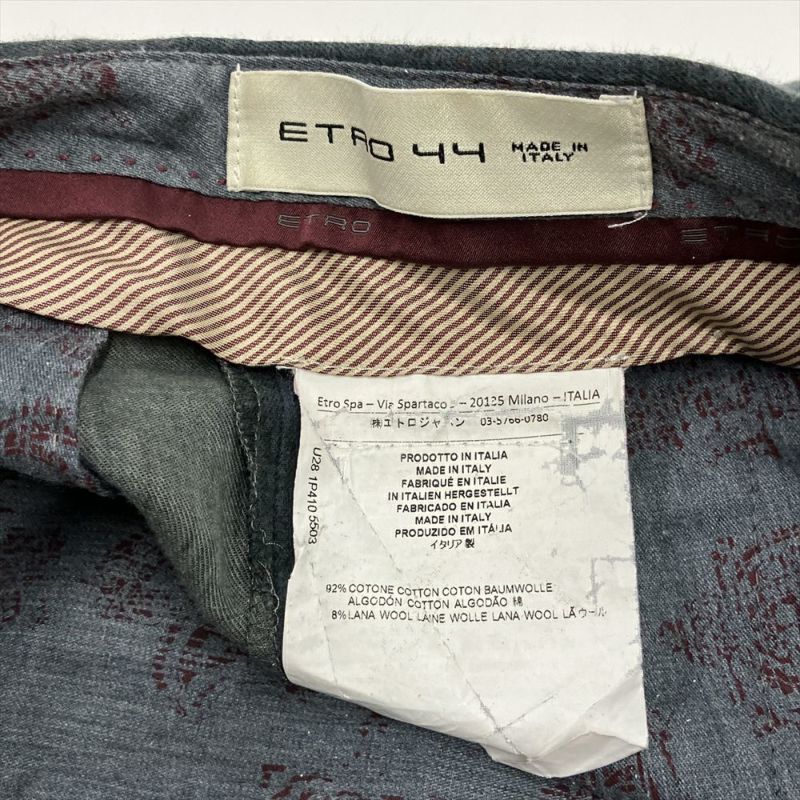 ETRO 44 MADE IN
ITALY
ETRO
ETRO
Etro Spa – Via Spartaco – 20135 Milano – ITALIA
㈱エトロジャパン 03-5766-0780
PRODOTTO IN ITALIA
MADE IN ITALY
FABRIQUÉ EN ITALIE
IN ITALIEN HERGESTELLT
FABRICADO EN ITALIA
MADE IN ITALY
PRODUZIDO EM ITÁLIA
イタリア製
U28 1P410 5503
92% COTONE COTTON COTON BAUMWOLLE
ALGODÓN COTTON ALGODÃO 綿
8% LANA WOOL LAINE WOLLE LANA WOOL LÃ ウール